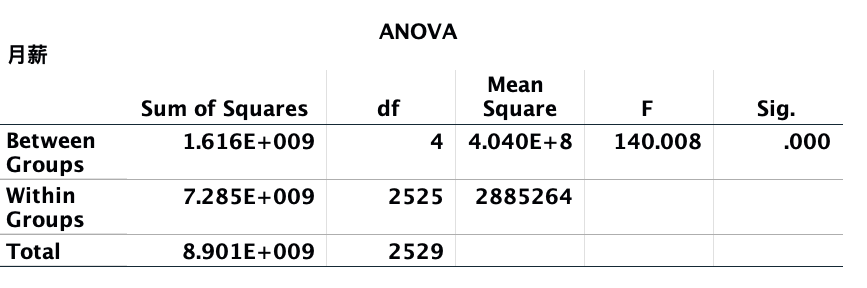 ANOVA
月薪
Sum of Squares df Mean Square F Sig.
Between Groups 1.616E+009 4 4.040E+8 140.008 .000
Within Groups 7.285E+009 2525 2885264
Total 8.901E+009 2529